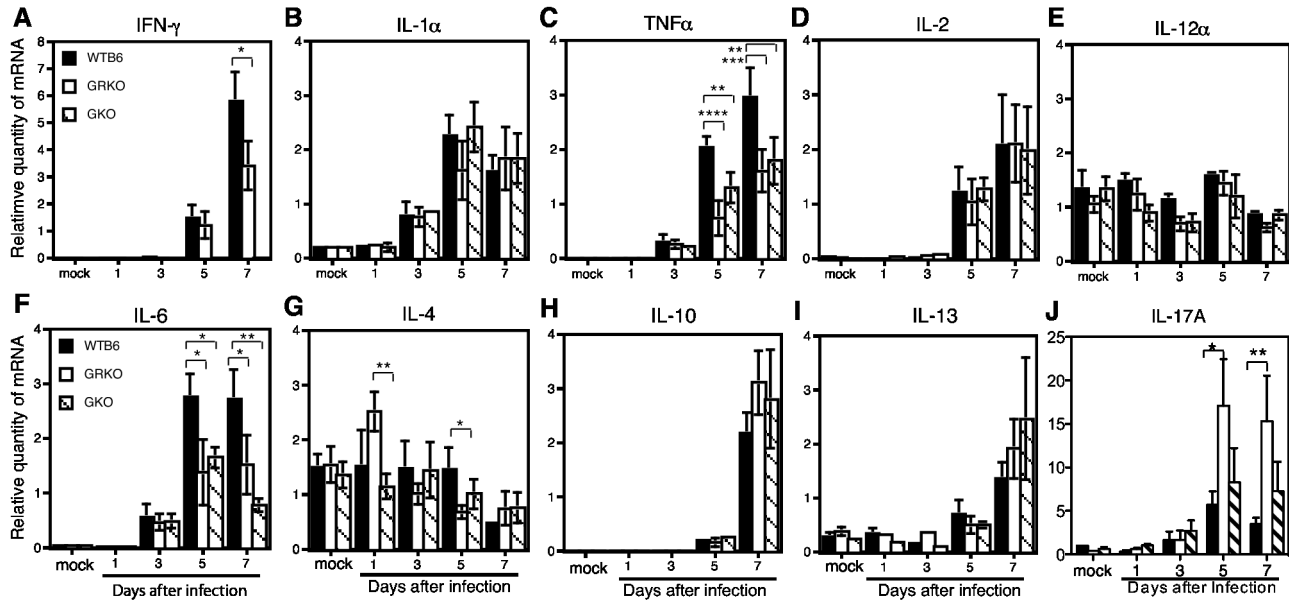 A IFN-γ
Relatimve quantity of mRNA
8
7
6
5
4
3
2
1
0
WTB6
GRKO
GKO
*
mock 1 3 5 7
B IL-1α
4
3
2
1
0
mock 1 3 5 7
C TNFα
4
3
2
1
0
**
****
**
***
mock 1 3 5 7
D IL-2
4
3
2
1
0
mock 1 3 5 7
E IL-12α
4
3
2
1
0
mock 1 3 5 7
F IL-6
Relative quantity of mRNA
4
3
2
1
0
WTB6
GRKO
GKO
*
*
**
*
mock 1 3 5 7
Days after infection
G IL-4
4
3
2
1
0
**
*
mock 1 3 5 7
Days after infection
H IL-10
4
3
2
1
0
mock 1 3 5 7
Days after infection
I IL-13
4
3
2
1
0
mock 1 3 5 7
Days after infection
J IL-17A
25
20
15
10
5
0
*
**
mock 1 3 5 7
Days after Infection